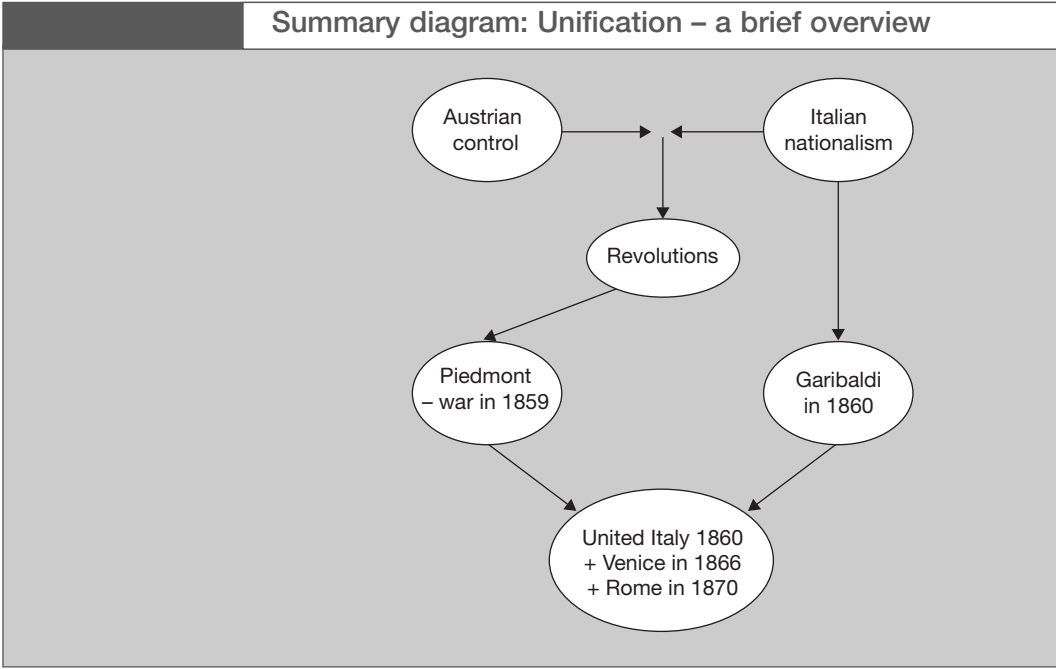 Summary diagram: Unification – a brief overview
Austrian
control
Italian
nationalism
Revolutions
Piedmont
– war in 1859
Garibaldi
in 1860
United Italy 1860
+ Venice in 1866
+ Rome in 1870